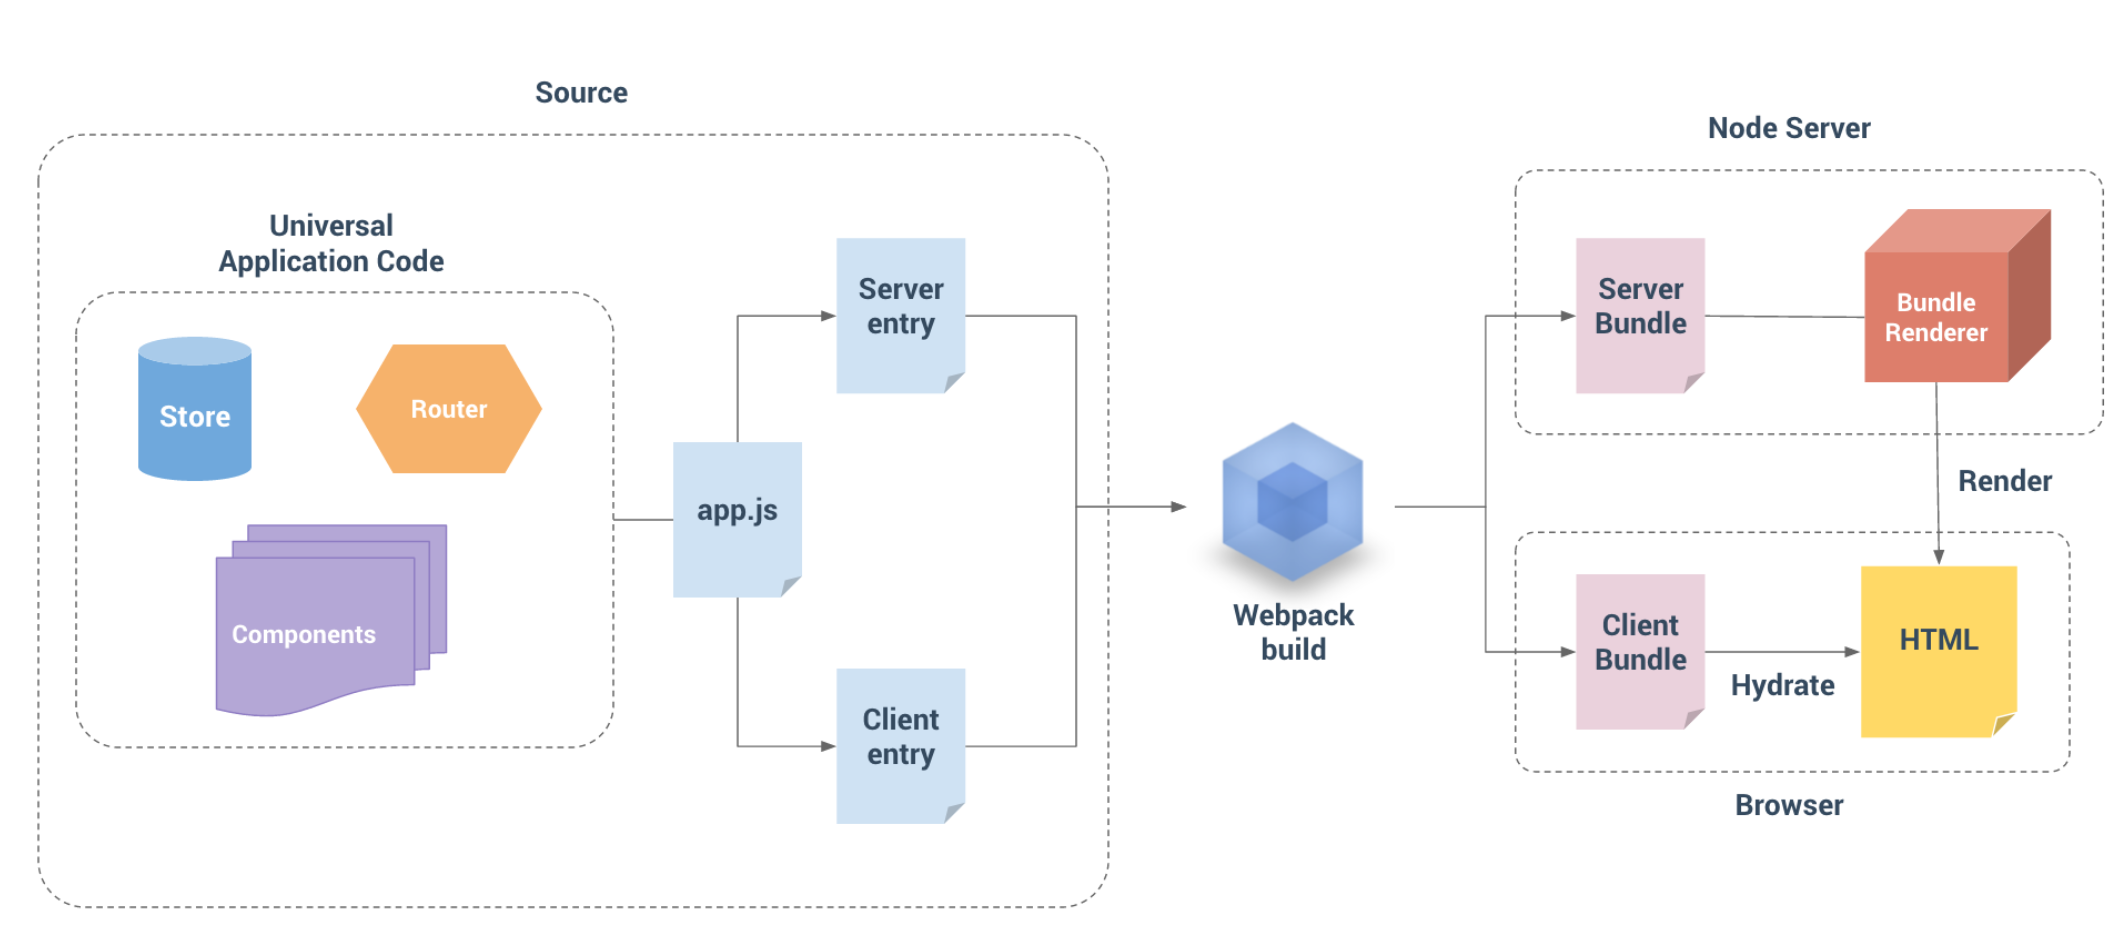 Source
Universal
Application Code
Store
Router
Components
app.js
Server
entry
Client
entry
Webpack
build
Node Server
Server
Bundle
Bundle
Renderer
Render
Client
Bundle
Hydrate
HTML
Browser